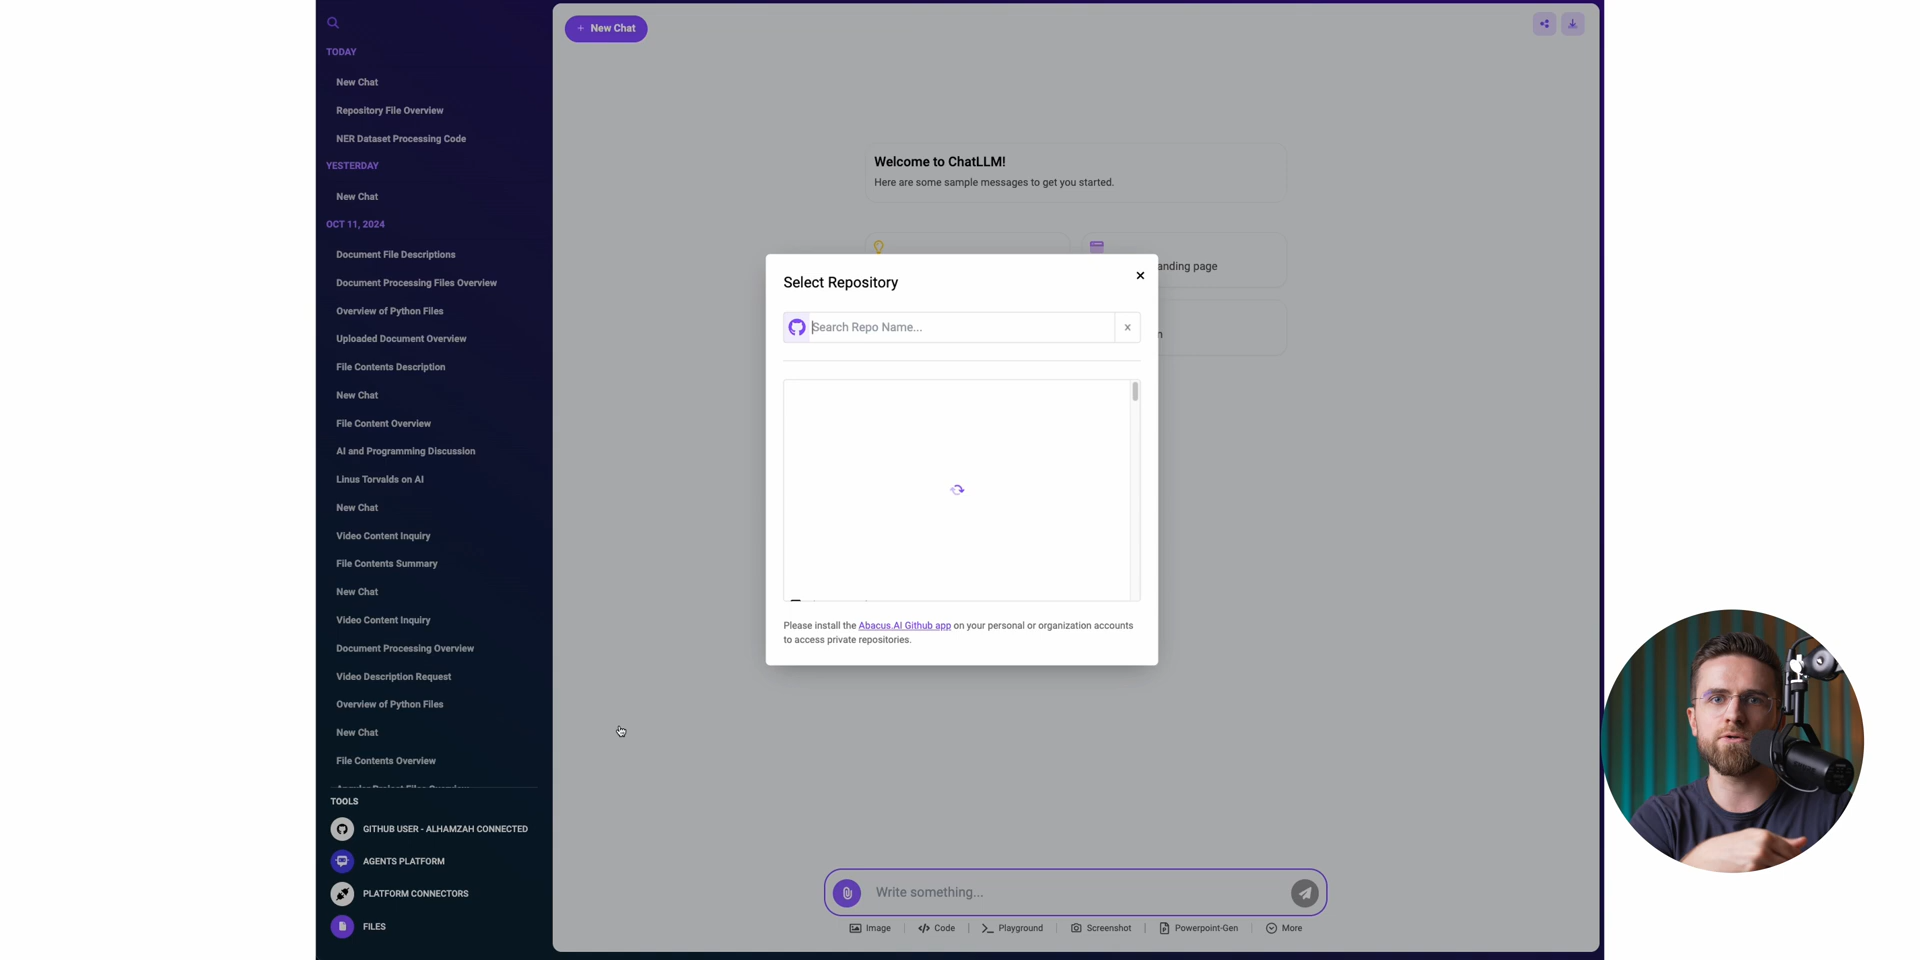 TODAY
New Chat
Repository File Overview
NER Dataset Processing Code
YESTERDAY
New Chat
OCT 11, 2024
Document File Descriptions
Document Processing Files Overview
Overview of Python Files
Uploaded Document Overview
File Contents Description
New Chat
File Content Overview
AI and Programming Discussion
Linus Torvalds on AI
New Chat
Video Content Inquiry
File Contents Summary
New Chat
Video Content Inquiry
Document Processing Overview
Video Description Request
Overview of Python Files
New Chat
File Contents Overview
TOOLS
GITHUB USER - ALHAMZAH CONNECTED
AGENTS PLATFORM
PLATFORM CONNECTORS
FILES
+ New Chat
Welcome to ChatLLM!
Here are some sample messages to get you started.
anding page
n
Select Repository
Search Repo Name...
Please install the Abacus.AI Github app on your personal or organization accounts
to access private repositories.
Write something...
Image
Code
Playground
Screenshot
Powerpoint-Gen
More